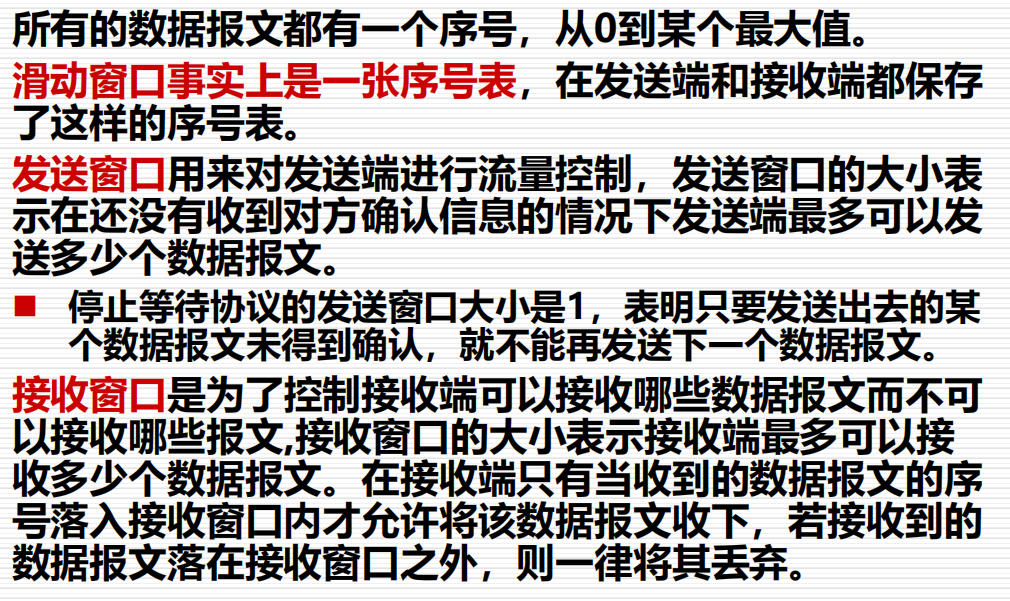 所有的数据报文都有一个序号，从0到某个最大值。
滑动窗口事实上是一张序号表，在发送端和接收端都保存
了这样的序号表。
发送窗口用来对发送端进行流量控制，发送窗口的大小表
示在还没有收到对方确认信息的情况下发送端最多可以发
送多少个数据报文。
停止等待协议的发送窗口大小是1，表明只要发送出去的某
个数据报文未得到确认，就不能再发送下一个数据报文。
接收窗口是为了控制接收端可以接收哪些数据报文而不可
以接收哪些报文,接收窗口的大小表示接收端最多可以接
收多少个数据报文。在接收端只有当收到的数据报文的序
号落入接收窗口内才允许将该数据报文收下，若接收到的
数据报文落在接收窗口之外，则一律将其丢弃。